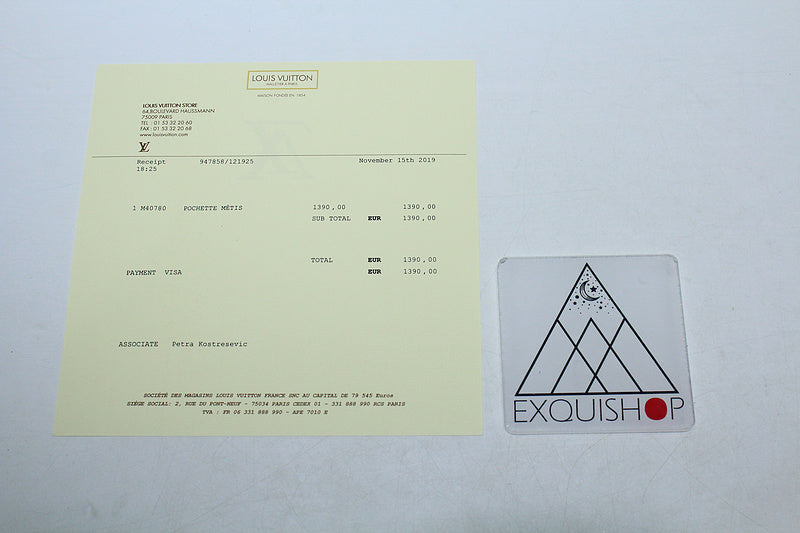 LOUIS VUITTON
MALLETIER A PARIS
MAISON FONDEE EN 1854
LOUIS VUITTON STORE
64,BOULEVARD HAUSSMANN
75009 PARIS
TEL : 01 53 32 20 60
FAX : 01 53 32 20 68
www.louisvuitton.com
LV
Receipt 947858/121925 November 15th 2019
18:25
1 M40780 POCHETTE MÉTIS 1390,00 1390,00
SUB TOTAL EUR 1390,00
TOTAL EUR 1390,00
PAYMENT VISA EUR 1390,00
ASSOCIATE Petra Kostresevic
SOCIÉTÉ DES MAGASINS LOUIS VUITTON FRANCE SNC AU CAPITAL DE 79 545 Euros
SIÈGE SOCIAL: 2, RUE DU PONT-NEUF - 75034 PARIS CEDEX 01 - 331 888 990 RCS PARIS
TVA : FR 06 331 888 990 - APE 7010 E
EXQUISHOP